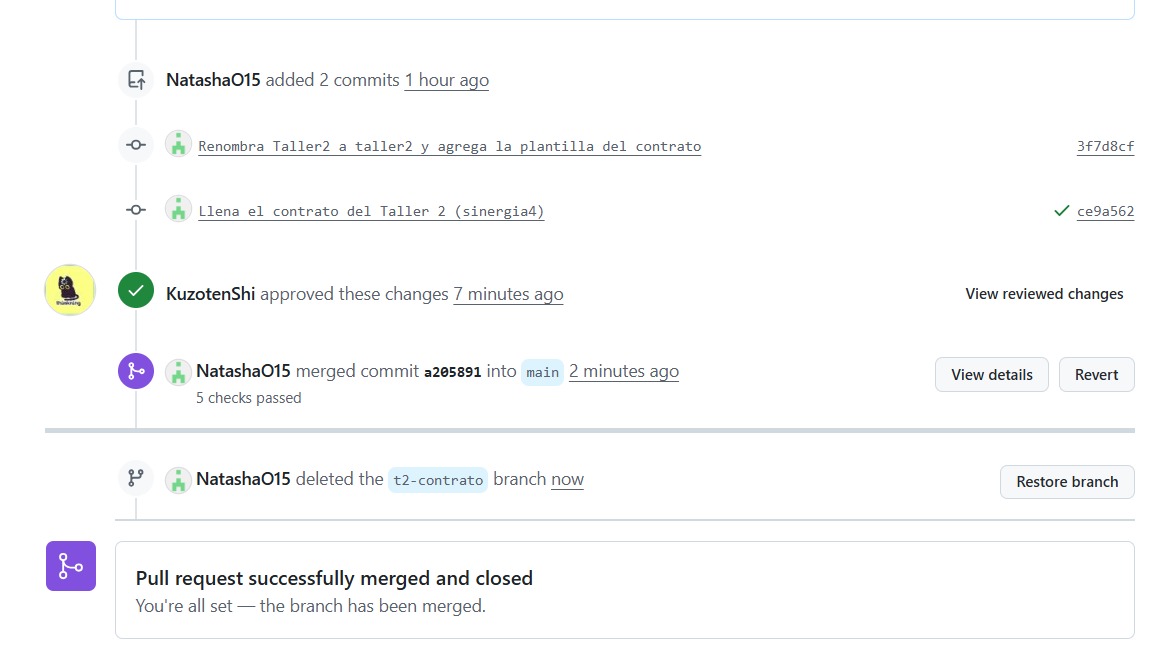 NatashaO15 added 2 commits 1 hour ago
Renombra Taller2 a taller2 y agrega la plantilla del contrato 3f7d8cf
Llena el contrato del Taller 2 (sinergia4) ce9a562
KuzotenShi approved these changes 7 minutes ago View reviewed changes
NatashaO15 merged commit a205891 into main 2 minutes ago View details Revert
5 checks passed
NatashaO15 deleted the t2-contrato branch now Restore branch
Pull request successfully merged and closed
You're all set — the branch has been merged.